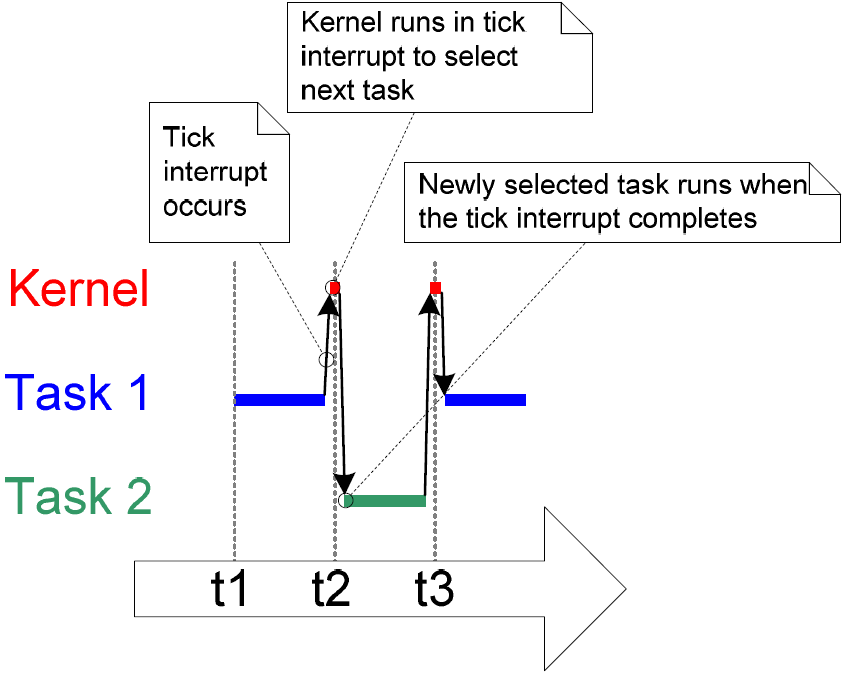 Kernel runs in tick
interrupt to select
next task
Tick
interrupt
occurs
Newly selected task runs when
the tick interrupt completes
Kernel
Task 1
Task 2
t1 t2 t3